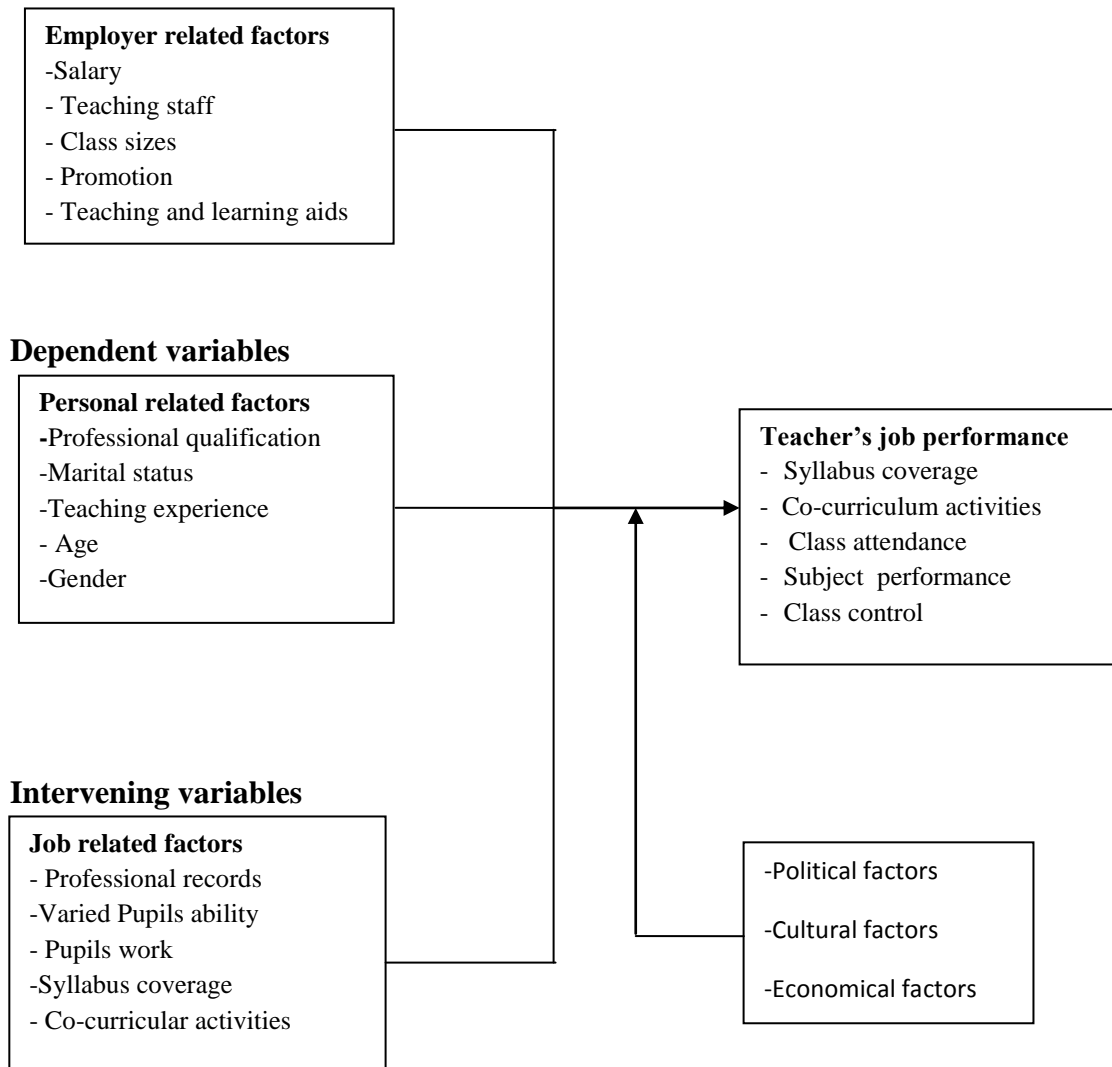 Employer related factors
-Salary
- Teaching staff
- Class sizes
- Promotion
- Teaching and learning aids
Dependent variables
Personal related factors
-Professional qualification
-Marital status
-Teaching experience
- Age
-Gender
Teacher’s job performance
- Syllabus coverage
- Co-curriculum activities
- Class attendance
- Subject performance
- Class control
Intervening variables
Job related factors
- Professional records
-Varied Pupils ability
- Pupils work
-Syllabus coverage
- Co-curricular activities
-Political factors
-Cultural factors
-Economical factors